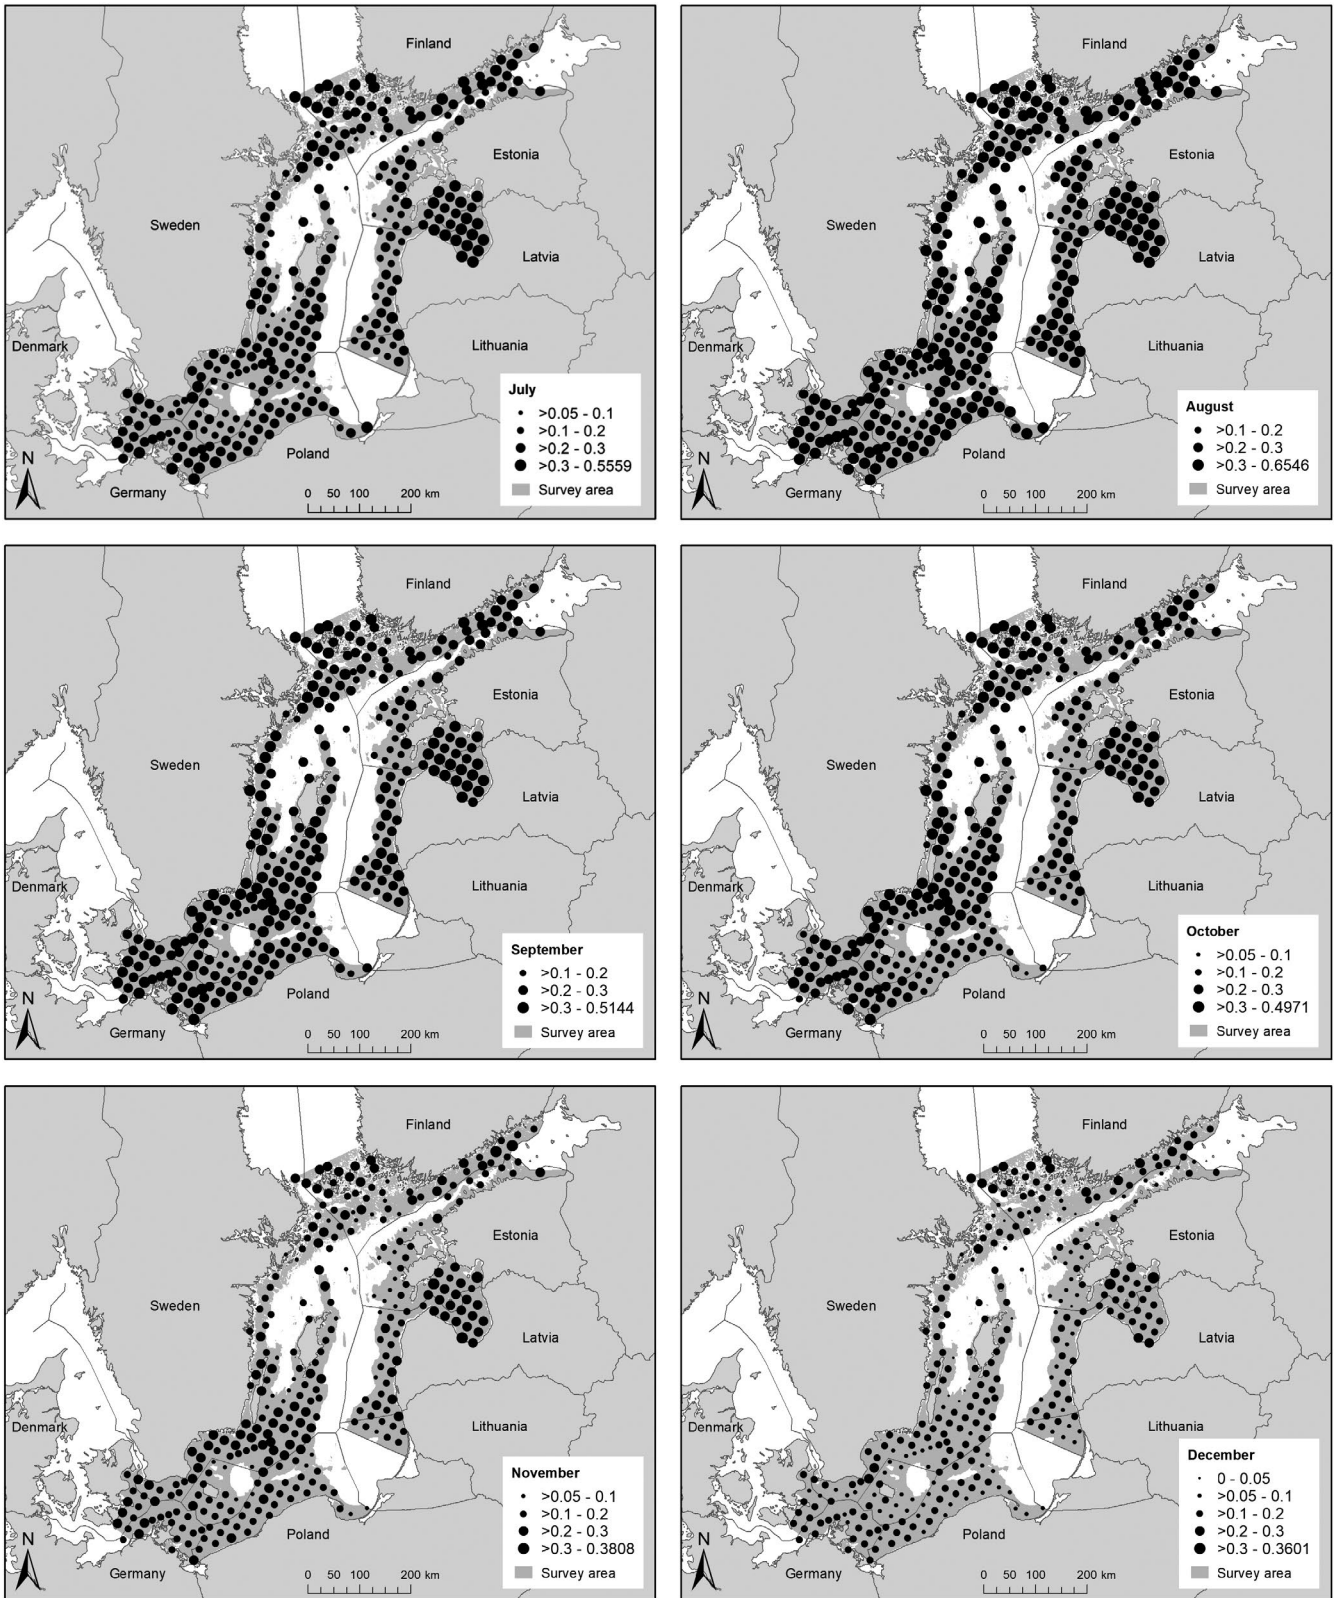 Finland
Estonia
Sweden
Latvia
Denmark
Lithuania
Poland
Germany
N
0 50 100 200 km
July
>0.05 - 0.1
>0.1 - 0.2
>0.2 - 0.3
>0.3 - 0.5559
Survey area
Finland
Estonia
Sweden
Latvia
Denmark
Lithuania
Poland
Germany
N
0 50 100 200 km
August
>0.1 - 0.2
>0.2 - 0.3
>0.3 - 0.6546
Survey area
Finland
Estonia
Sweden
Latvia
Denmark
Lithuania
Poland
Germany
N
0 50 100 200 km
September
>0.1 - 0.2
>0.2 - 0.3
>0.3 - 0.5144
Survey area
Finland
Estonia
Sweden
Latvia
Denmark
Lithuania
Poland
Germany
N
0 50 100 200 km
October
>0.05 - 0.1
>0.1 - 0.2
>0.2 - 0.3
>0.3 - 0.4971
Survey area
Finland
Estonia
Sweden
Latvia
Denmark
Lithuania
Poland
Germany
N
0 50 100 200 km
November
>0.05 - 0.1
>0.1 - 0.2
>0.2 - 0.3
>0.3 - 0.3808
Survey area
Finland
Estonia
Sweden
Latvia
Denmark
Lithuania
Poland
Germany
N
0 50 100 200 km
December
0 - 0.05
>0.05 - 0.1
>0.1 - 0.2
>0.2 - 0.3
>0.3 - 0.3601
Survey area